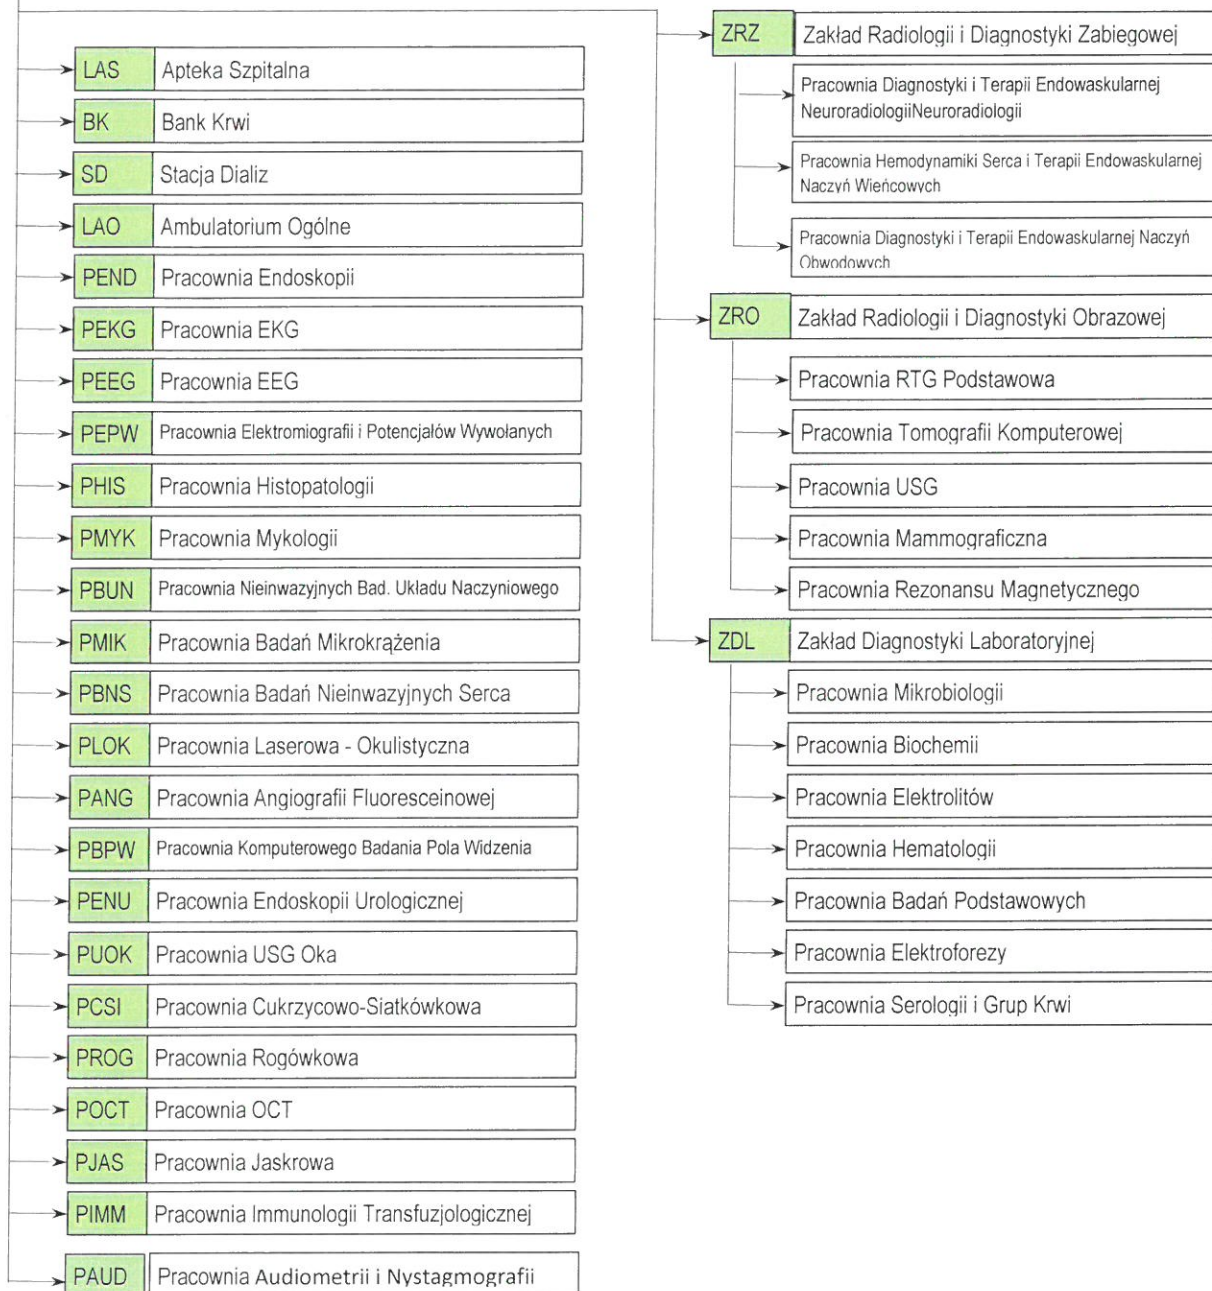 LAS Apteka Szpitalna
BK Bank Krwi
SD Stacja Dializ
LAO Ambulatorium Ogólne
PEND Pracownia Endoskopii
PEKG Pracownia EKG
PEEG Pracownia EEG
PEPW Pracownia Elektromiografii i Potencjałów Wywołanych
PHIS Pracownia Histopatologii
PMYK Pracownia Mykologii
PBUN Pracownia Nieinwazyjnych Bad. Układu Naczyniowego
PMIK Pracownia Badań Mikrokrążenia
PBNS Pracownia Badań Nieinwazyjnych Serca
PLOK Pracownia Laserowa - Okulistyczna
PANG Pracownia Angiografii Fluoresceinowej
PBPW Pracownia Komputerowego Badania Pola Widzenia
PENU Pracownia Endoskopii Urologicznej
PUOK Pracownia USG Oka
PCSI Pracownia Cukrzycowo-Siatkówkowa
PROG Pracownia Rogówkowa
POCT Pracownia OCT
PJAS Pracownia Jaskrowa
PIMM Pracownia Immunologii Transfuzjologicznej
PAUD Pracownia Audiometrii i Nystagmografii
ZRZ Zakład Radiologii i Diagnostyki Zabiegowej
Pracownia Diagnostyki i Terapii Endowaskularnej
NeuroradiologiiNeuroradiologii
Pracownia Hemodynamiki Serca i Terapii Endowaskularnej
Naczyń Wieńcowych
Pracownia Diagnostyki i Terapii Endowaskularnej Naczyń
Obwodowych
ZRO Zakład Radiologii i Diagnostyki Obrazowej
Pracownia RTG Podstawowa
Pracownia Tomografii Komputerowej
Pracownia USG
Pracownia Mammograficzna
Pracownia Rezonansu Magnetycznego
ZDL Zakład Diagnostyki Laboratoryjnej
Pracownia Mikrobiologii
Pracownia Biochemii
Pracownia Elektrolitów
Pracownia Hematologii
Pracownia Badań Podstawowych
Pracownia Elektroforezy
Pracownia Serologii i Grup Krwi